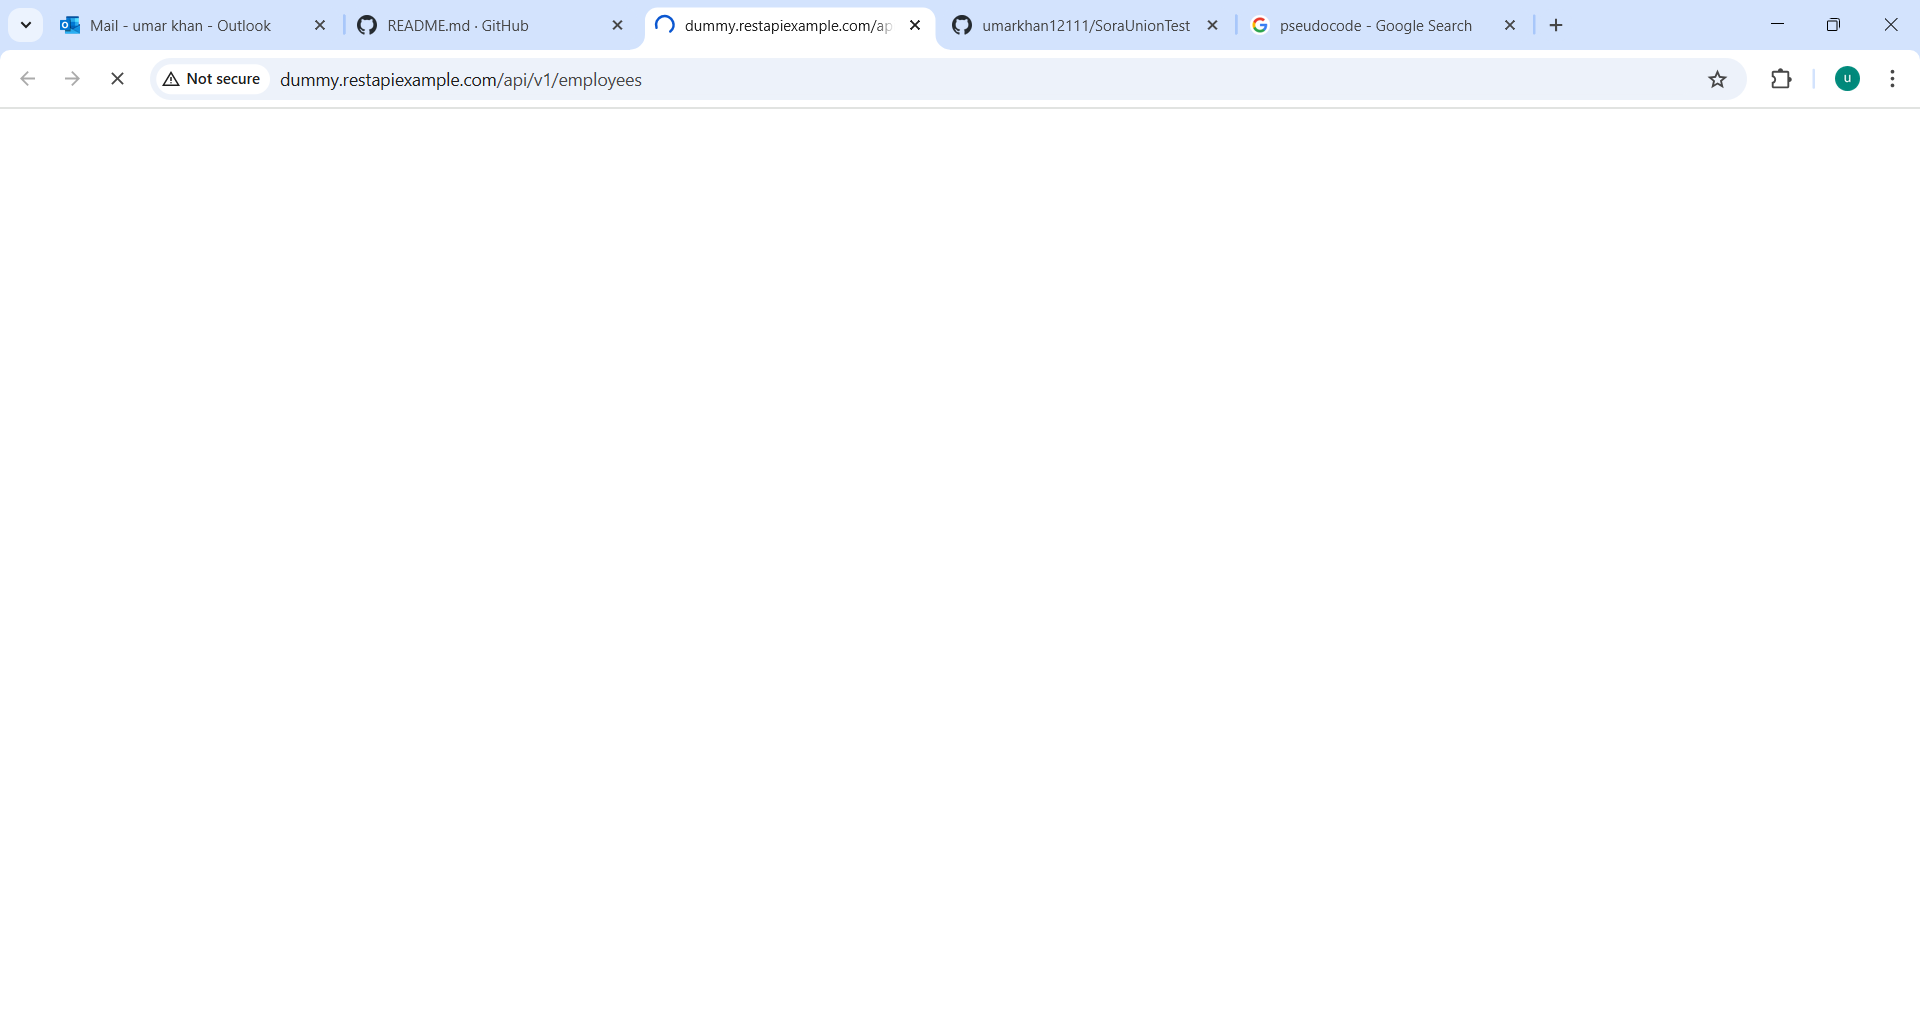 Mail - umar khan - Outlook
README.md · GitHub
dummy.restapiexample.com/ap
umarkhan12111/SoraUnionTest
pseudocode - Google Search
Not secure
dummy.restapiexample.com/api/v1/employees
u